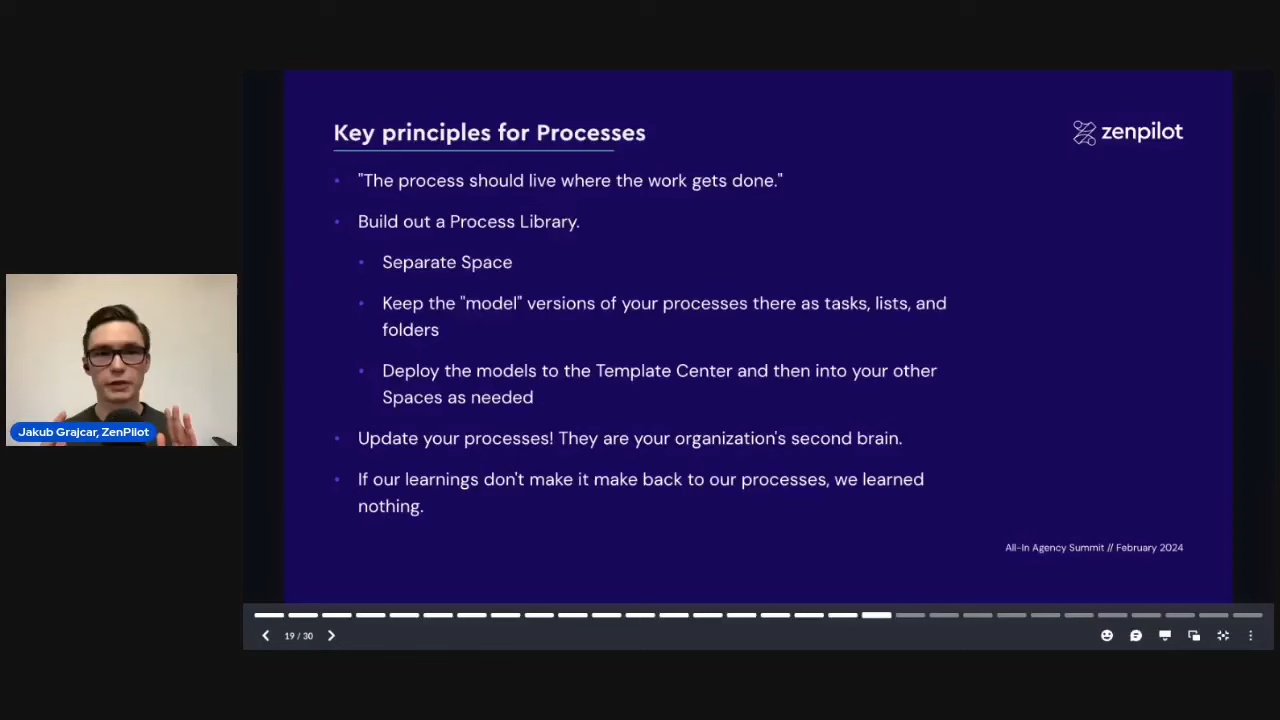 Key principles for Processes
zenpilot
"The process should live where the work gets done."
Build out a Process Library.
Separate Space
Keep the "model" versions of your processes there as tasks, lists, and
folders
Deploy the models to the Template Center and then into your other
Spaces as needed
Update your processes! They are your organization's second brain.
If our learnings don't make it make back to our processes, we learned
nothing.
All-In Agency Summit // February 2024
Jakub Grajcar, ZenPilot
19 / 30